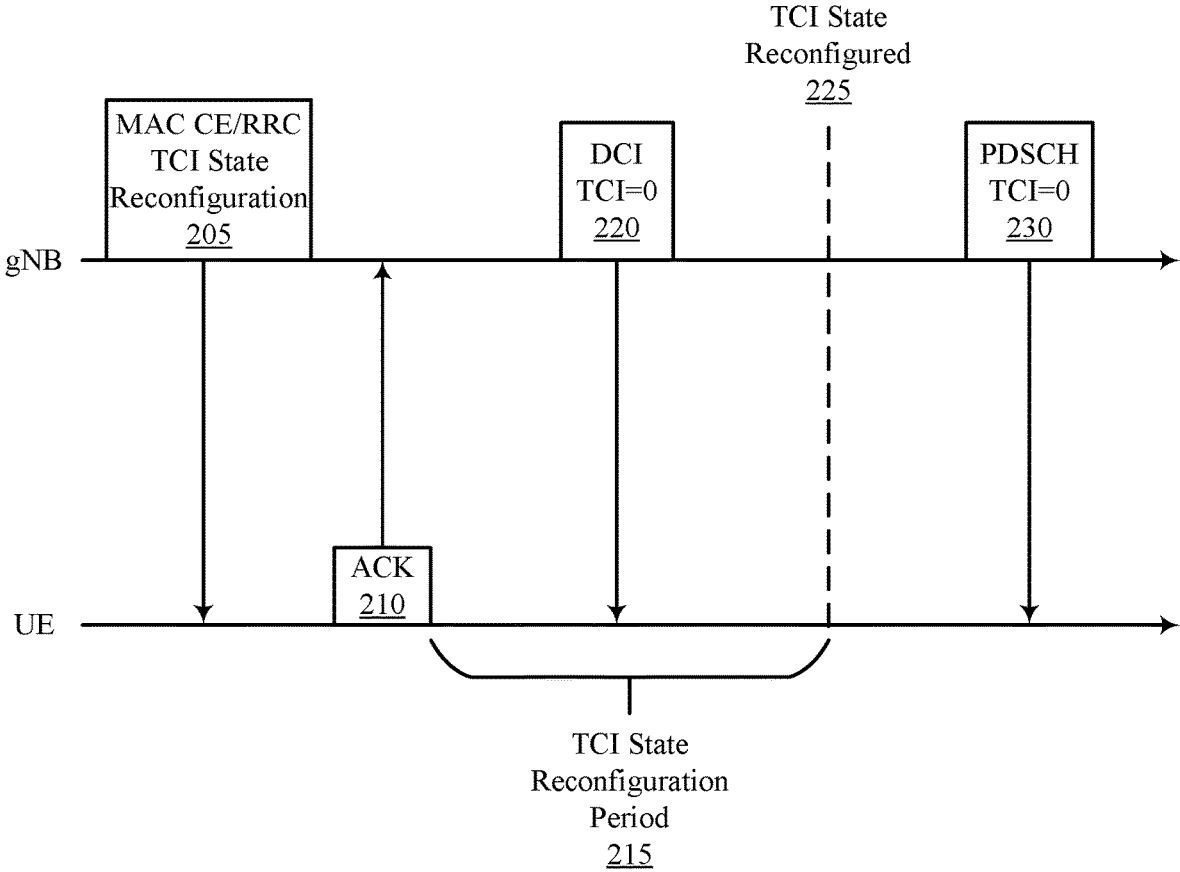 TCI State
Reconfigured
225
MAC CE/RRC
TCI State
Reconfiguration
205
DCI
TCI=0
220
PDSCH
TCI=0
230
gNB
ACK
210
UE
TCI State
Reconfiguration
Period
215